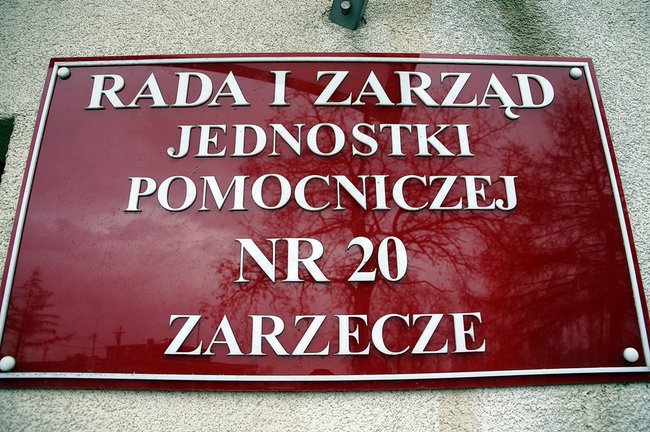 RADA I ZARZĄD
JEDNOSTKI
POMOCNICZEJ
NR 20
ZARZECZE